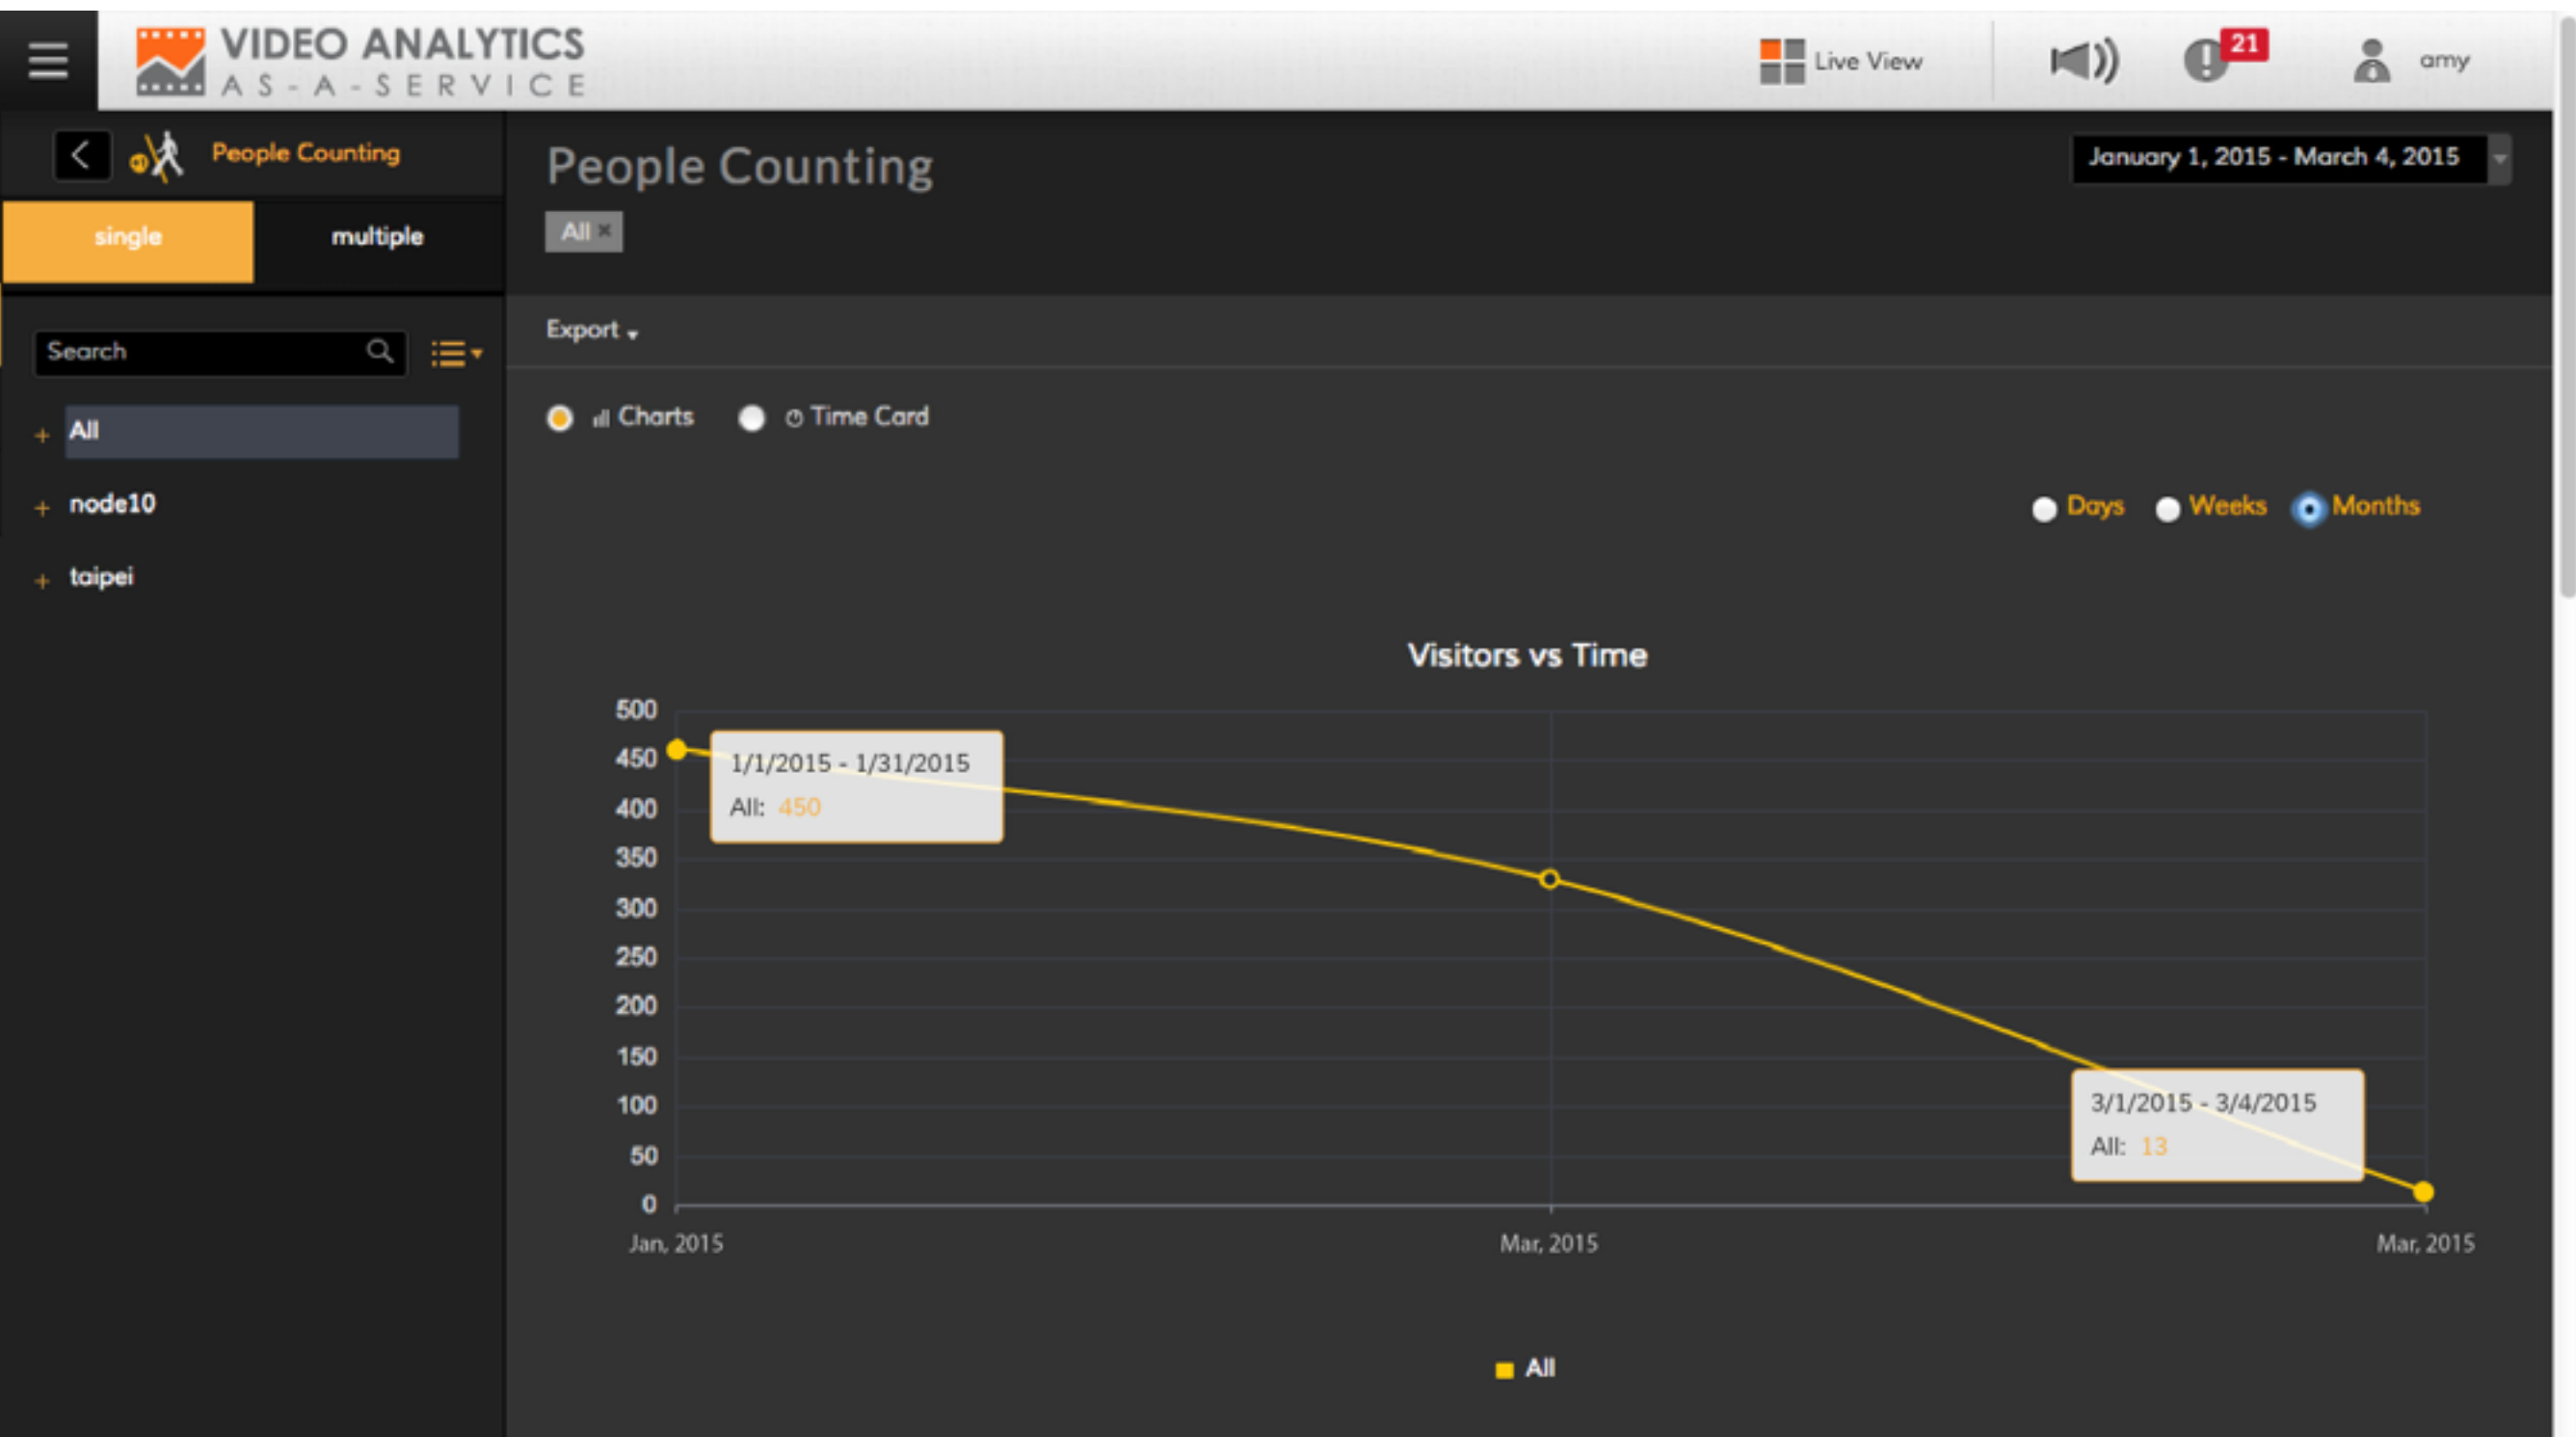 VIDEO ANALYTICS
AS-A-SERVICE
Live View
21
amy
People Counting
single
multiple
Search
All
node10
taipei
People Counting
January 1, 2015 - March 4, 2015
All ×
Export
Charts
Time Card
Days
Weeks
Months
Visitors vs Time
500
450
400
350
300
250
200
150
100
50
0
1/1/2015 - 1/31/2015
All: 450
3/1/2015 - 3/4/2015
All: 13
Jan, 2015
Mar, 2015
Mar, 2015
All